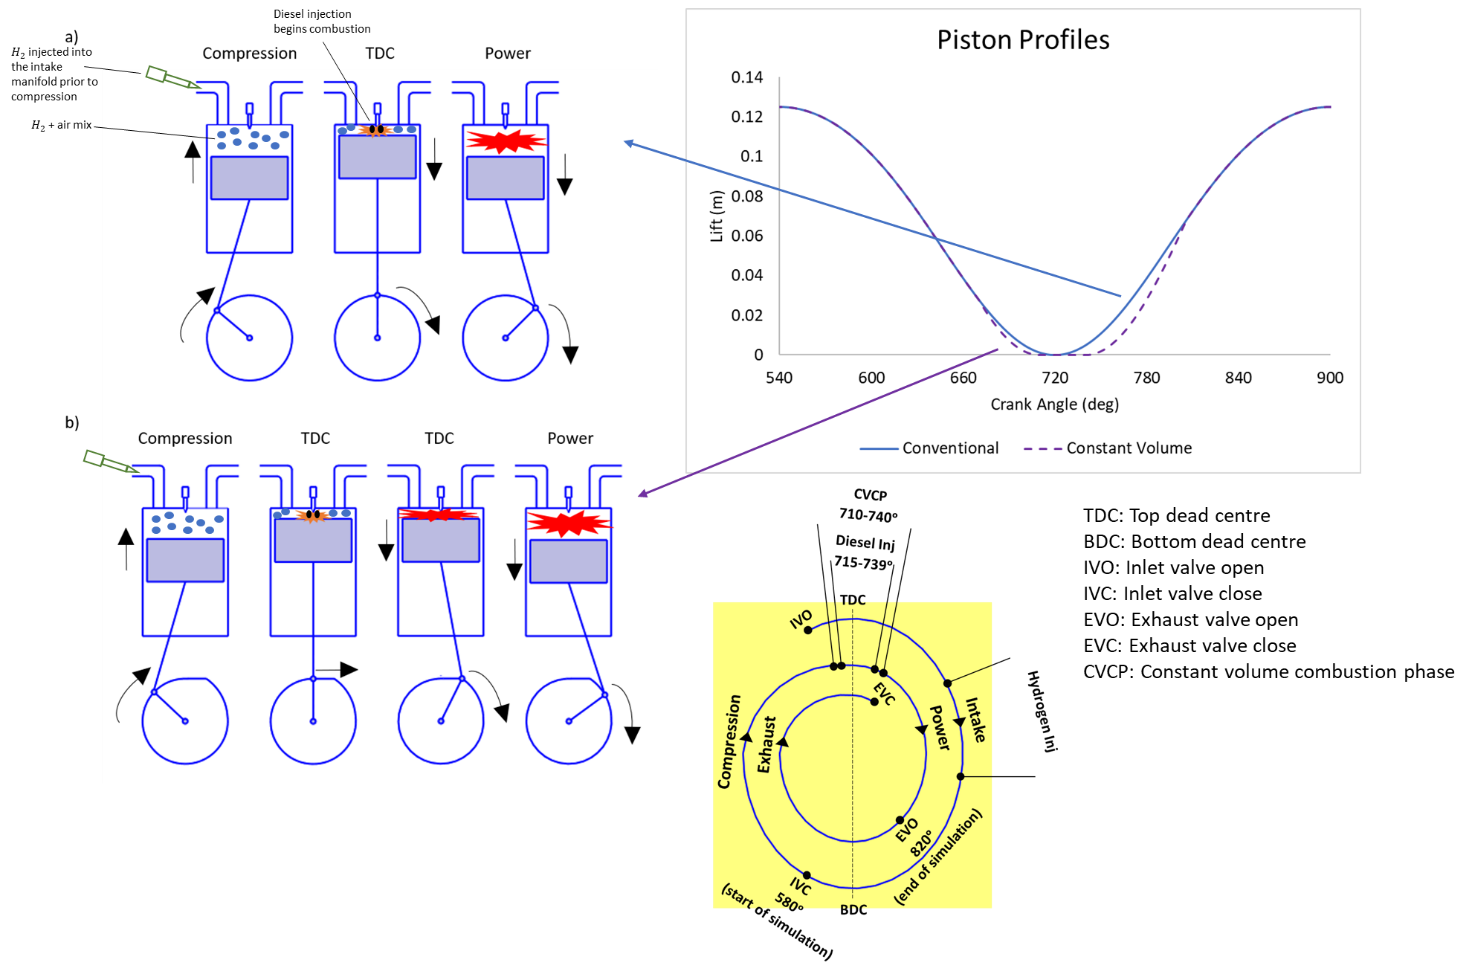 a)
Diesel injection
begins combustion
H₂ injected into
the intake
manifold prior to
compression
Compression
TDC
Power
H₂ + air mix
Piston Profiles
0.14
0.12
0.1
0.08
0.06
0.04
0.02
0
Lift (m)
540
600
660
720
780
840
900
Crank Angle (deg)
Conventional
Constant Volume
b)
Compression
TDC
TDC
Power
CVCP
710-740º
Diesel Inj
715-739º
TDC
IVO
EVC
Compression
Exhaust
Power
Intake
Hydrogen Inj
EVO
820º
(end of simulation)
IVC
580º
(start of simulation)
BDC
TDC: Top dead centre
BDC: Bottom dead centre
IVO: Inlet valve open
IVC: Inlet valve close
EVO: Exhaust valve open
EVC: Exhaust valve close
CVCP: Constant volume combustion phase